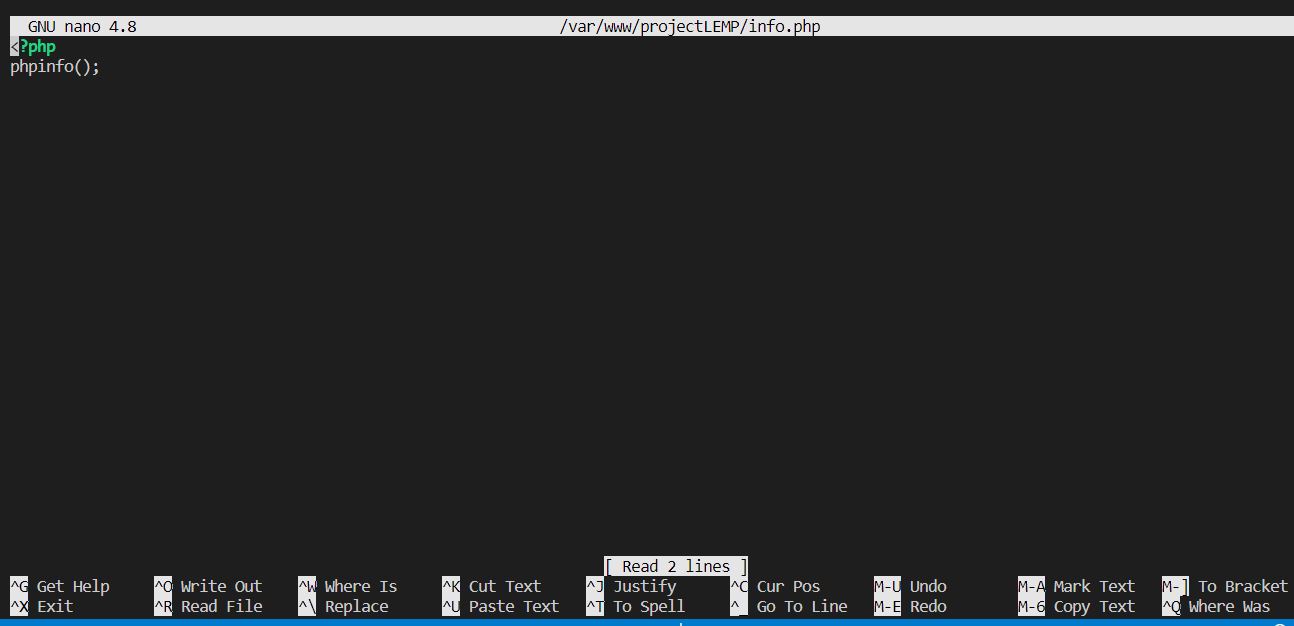 GNU nano 4.8 /var/www/projectLEMP/info.php
<?php
phpinfo();
[ Read 2 lines ]
^G Get Help ^O Write Out ^W Where Is ^K Cut Text ^J Justify ^C Cur Pos M-U Undo M-A Mark Text M-] To Bracket
^X Exit ^R Read File ^\ Replace ^U Paste Text ^T To Spell ^_ Go To Line M-E Redo M-6 Copy Text ^Q Where Was